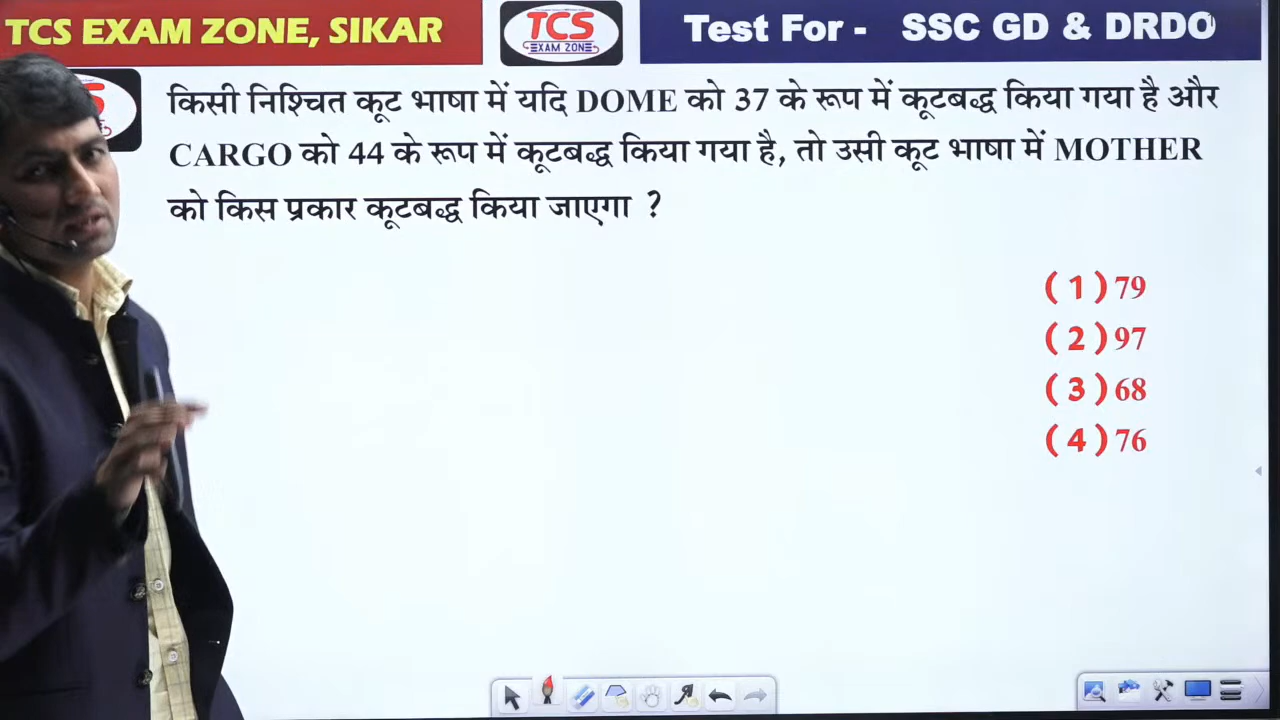 TCS EXAM ZONE, SIKAR
TCS
EXAM ZONE
Test For - SSC GD & DRDO
किसी निश्चित कूट भाषा में यदि DOME को 37 के रूप में कूटबद्ध किया गया है और
CARGO को 44 के रूप में कूटबद्ध किया गया है, तो उसी कूट भाषा में MOTHER
को किस प्रकार कूटबद्ध किया जाएगा ?
( 1 ) 79
( 2 ) 97
( 3 ) 68
( 4 ) 76